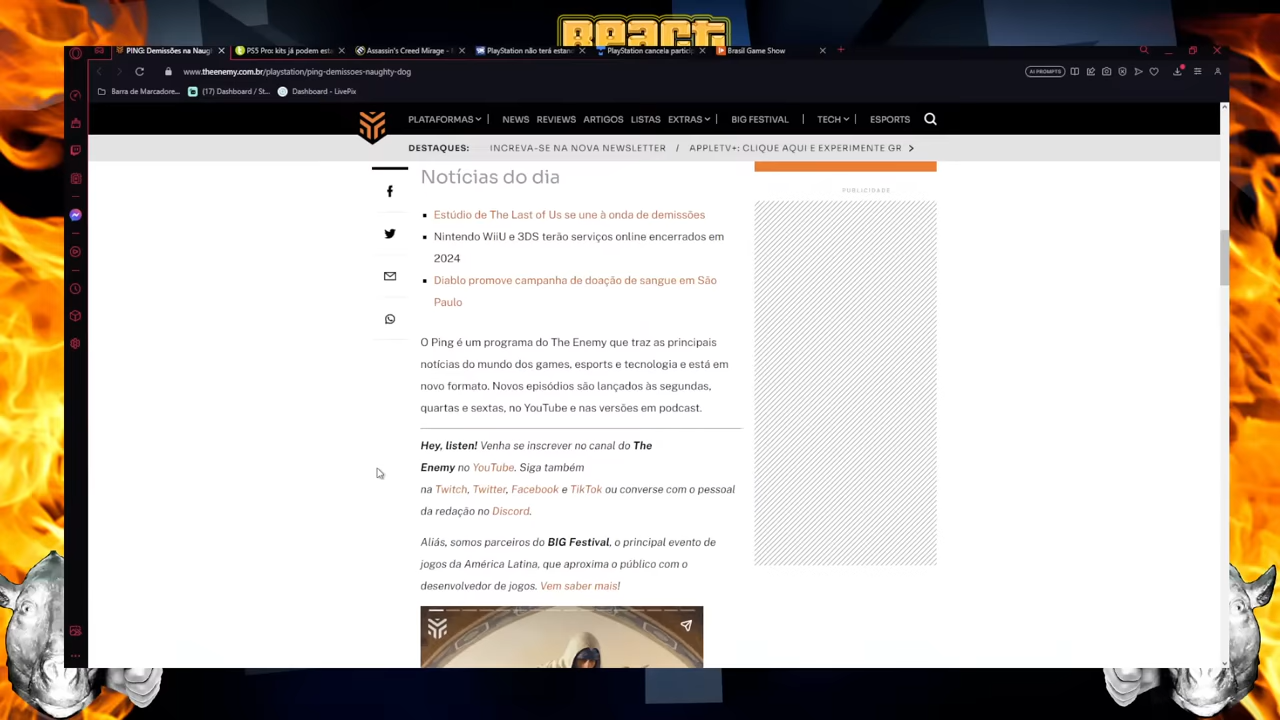 React
PING: Demissões na Naug
PS5 Pro: kits já podem esta
Assassin's Creed Mirage -
PlayStation não terá estan
PlayStation cancela particip
Brasil Game Show
www.theenemy.com.br/playstation/ping-demissoes-naughty-dog
AI PROMPTS
Barra de Marcadore...
(17) Dashboard / St...
Dashboard - LivePix
PLATAFORMAS
NEWS
REVIEWS
ARTIGOS
LISTAS
EXTRAS
BIG FESTIVAL
TECH
ESPORTS
DESTAQUES:
INCREVA-SE NA NOVA NEWSLETTER / APPLETV+: CLIQUE AQUI E EXPERIMENTE GR
Notícias do dia
PUBLICIDADE
Estúdio de The Last of Us se une à onda de demissões
Nintendo WiiU e 3DS terão serviços online encerrados em
2024
Diablo promove campanha de doação de sangue em São
Paulo
O Ping é um programa do The Enemy que traz as principais
notícias do mundo dos games, esports e tecnologia e está em
novo formato. Novos episódios são lançados às segundas,
quartas e sextas, no YouTube e nas versões em podcast.
Hey, listen! Venha se inscrever no canal do The
Enemy no YouTube. Siga também
na Twitch, Twitter, Facebook e TikTok ou converse com o pessoal
da redação no Discord.
Aliás, somos parceiros do BIG Festival, o principal evento de
jogos da América Latina, que aproxima o público com o
desenvolvedor de jogos. Vem saber mais!